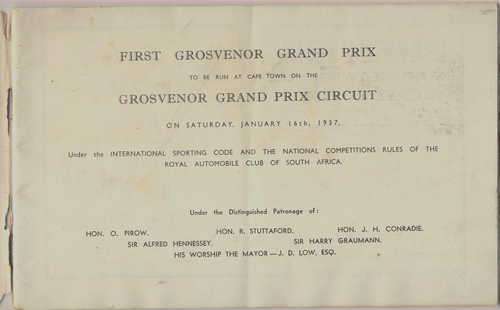 FIRST GROSVENOR GRAND PRIX
TO BE RUN AT CAPE TOWN ON THE
GROSVENOR GRAND PRIX CIRCUIT
ON SATURDAY, JANUARY 16th, 1937,
Under the INTERNATIONAL SPORTING CODE AND THE NATIONAL COMPETITIONS RULES OF THE
ROYAL AUTOMOBILE CLUB OF SOUTH AFRICA.
Under the Distinguished Patronage of:
HON. O. PIROW. HON. R. STUTTAFORD. HON. J. H. CONRADIE.
SIR ALFRED HENNESSEY. SIR HARRY GRAUMANN.
HIS WORSHIP THE MAYOR—J. D. LOW, ESQ.